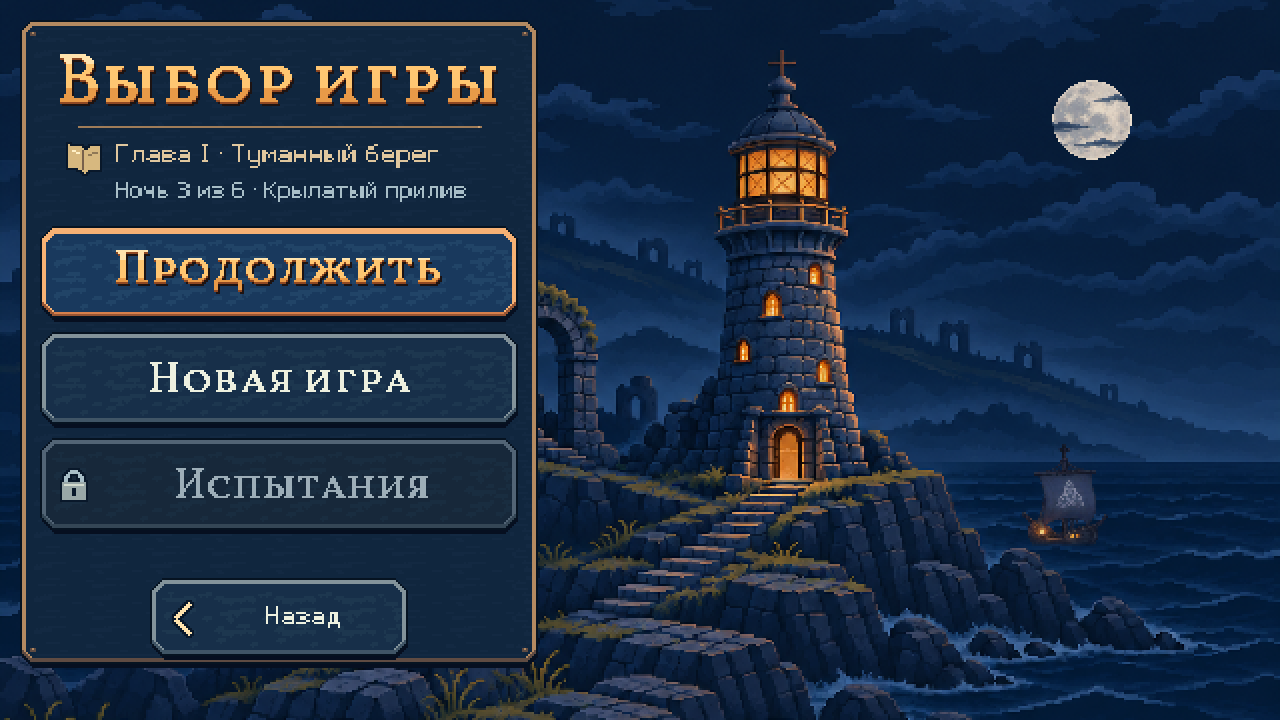 Выбор игры
Глава I · Туманный берег
Ночь 3 из 6 · Крылатый прилив
Продолжить
Новая игра
Испытания
Назад